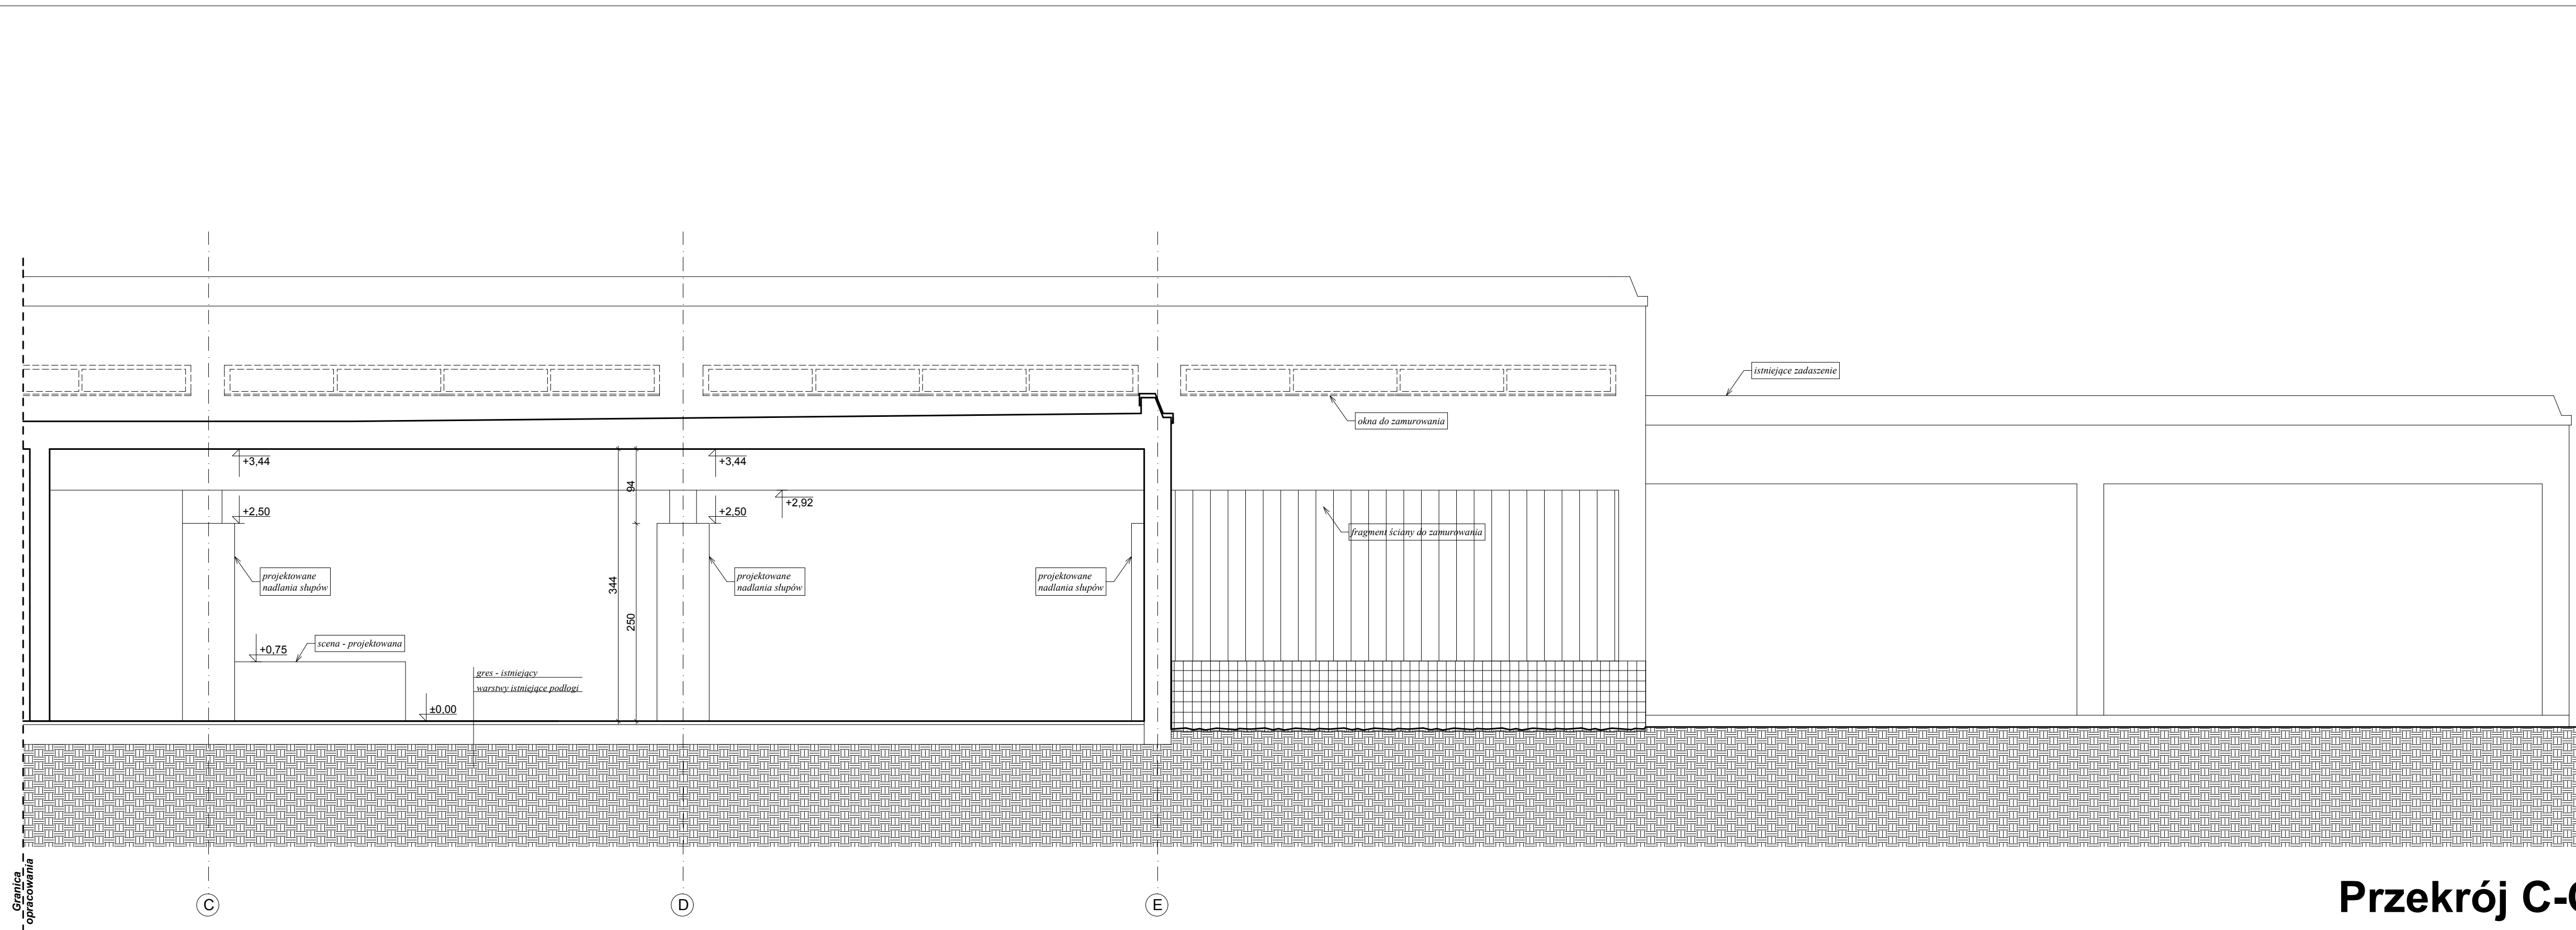 istniejące zadaszenie
okna do zamurowania
+3,44
+3,44
94
+2,92
+2,50
+2,50
fragment ściany do zamurowania
projektowane
nadlania słupów
projektowane
nadlania słupów
projektowane
nadlania słupów
344
250
scena - projektowana
+0,75
gres - istniejący
warstwy istniejące podłogi
±0,00
Granica
opracowania
C
D
E
Przekrój C-C